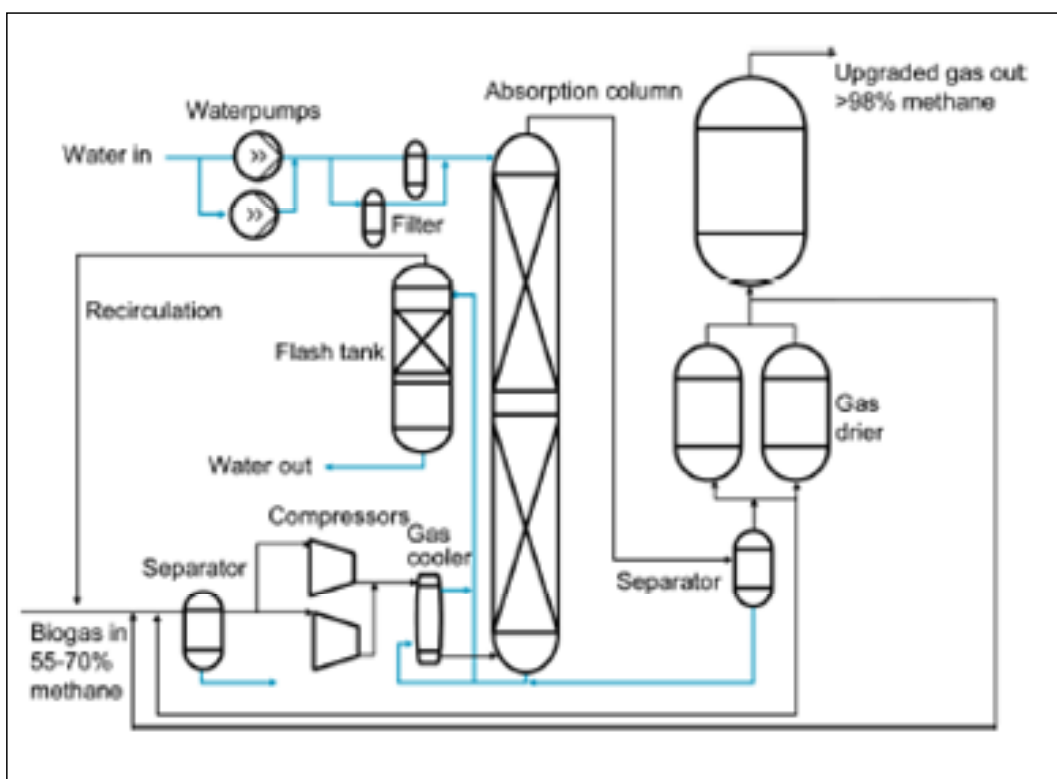 Upgraded gas out:
>98% methane
Absorption column
Waterpumps
Water in
Filter
Recirculation
Flash tank
Gas
drier
Water out
Compressors
Gas
cooler
Separator
Separator
Biogas in
55-70%
methane